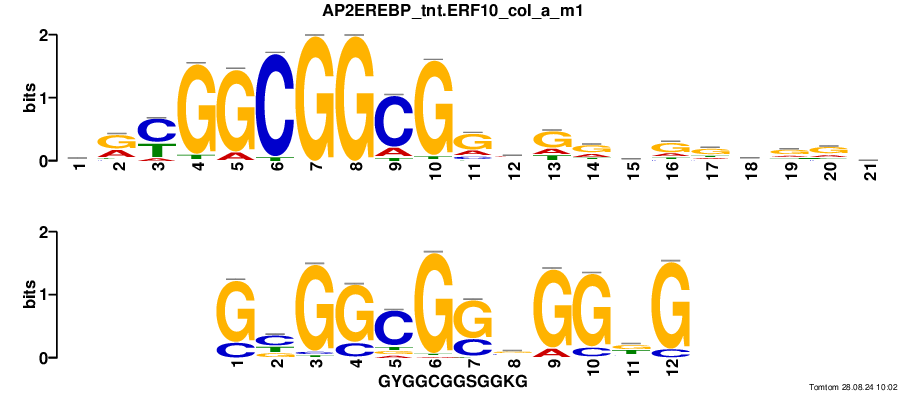 AP2EREBP_tnt.ERF10_col_a_m1
bits
2
1
0
1 2 3 4 5 6 7 8 9 10 11 12 13 14 15 16 17 18 19 20 21
bits
2
1
0
1 2 3 4 5 6 7 8 9 10 11 12
GYGGCGGSGGKG
Tomtom 28.08.24 10:02